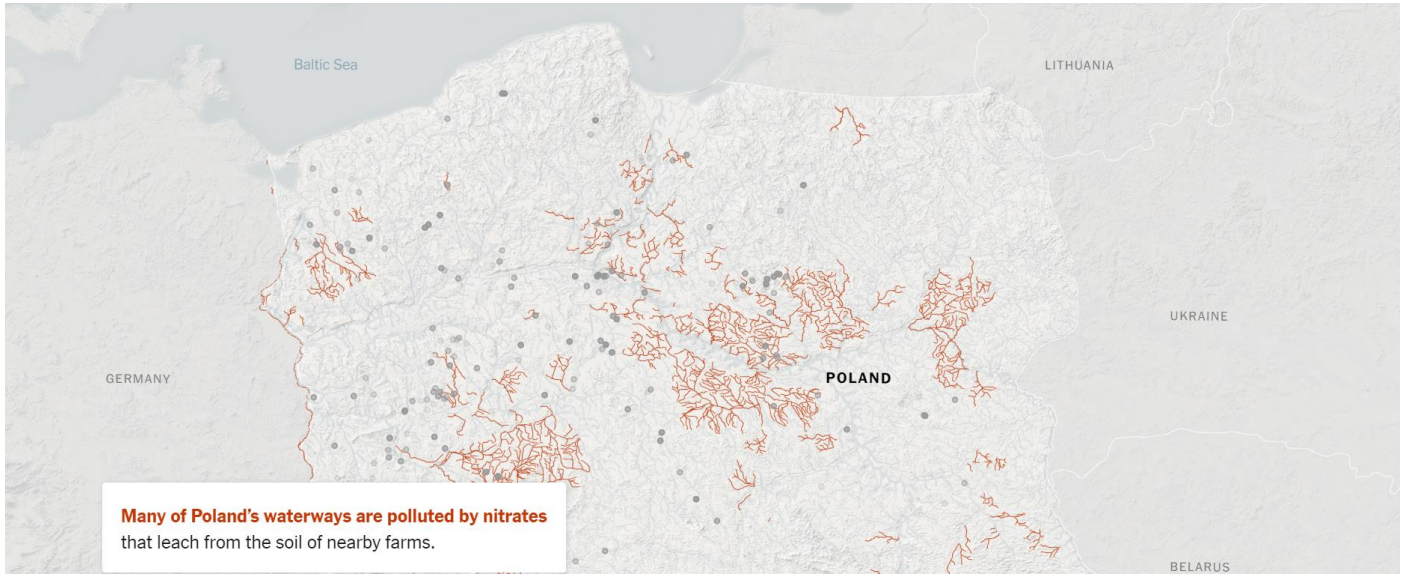 Baltic Sea
LITHUANIA
UKRAINE
GERMANY
POLAND
Many of Poland's waterways are polluted by nitrates
that leach from the soil of nearby farms.
BELARUS